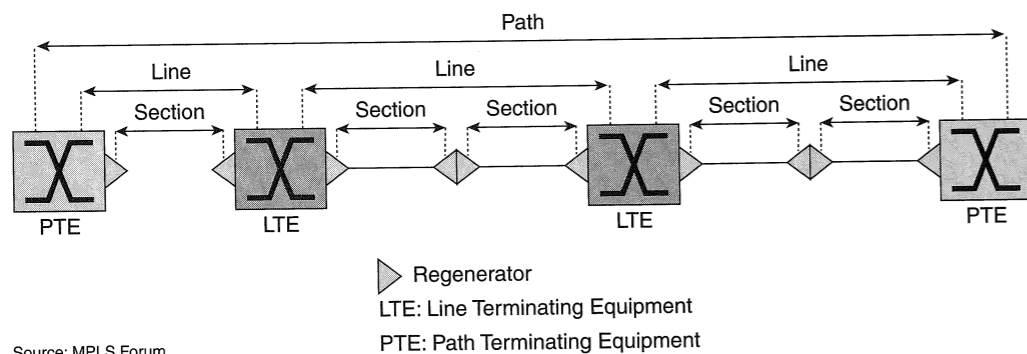 Path
Line
Line
Line
Section
Section
Section
Section
Section
PTE
LTE
LTE
PTE
Regenerator
LTE: Line Terminating Equipment
PTE: Path Terminating Equipment
Source: MPLS Forum